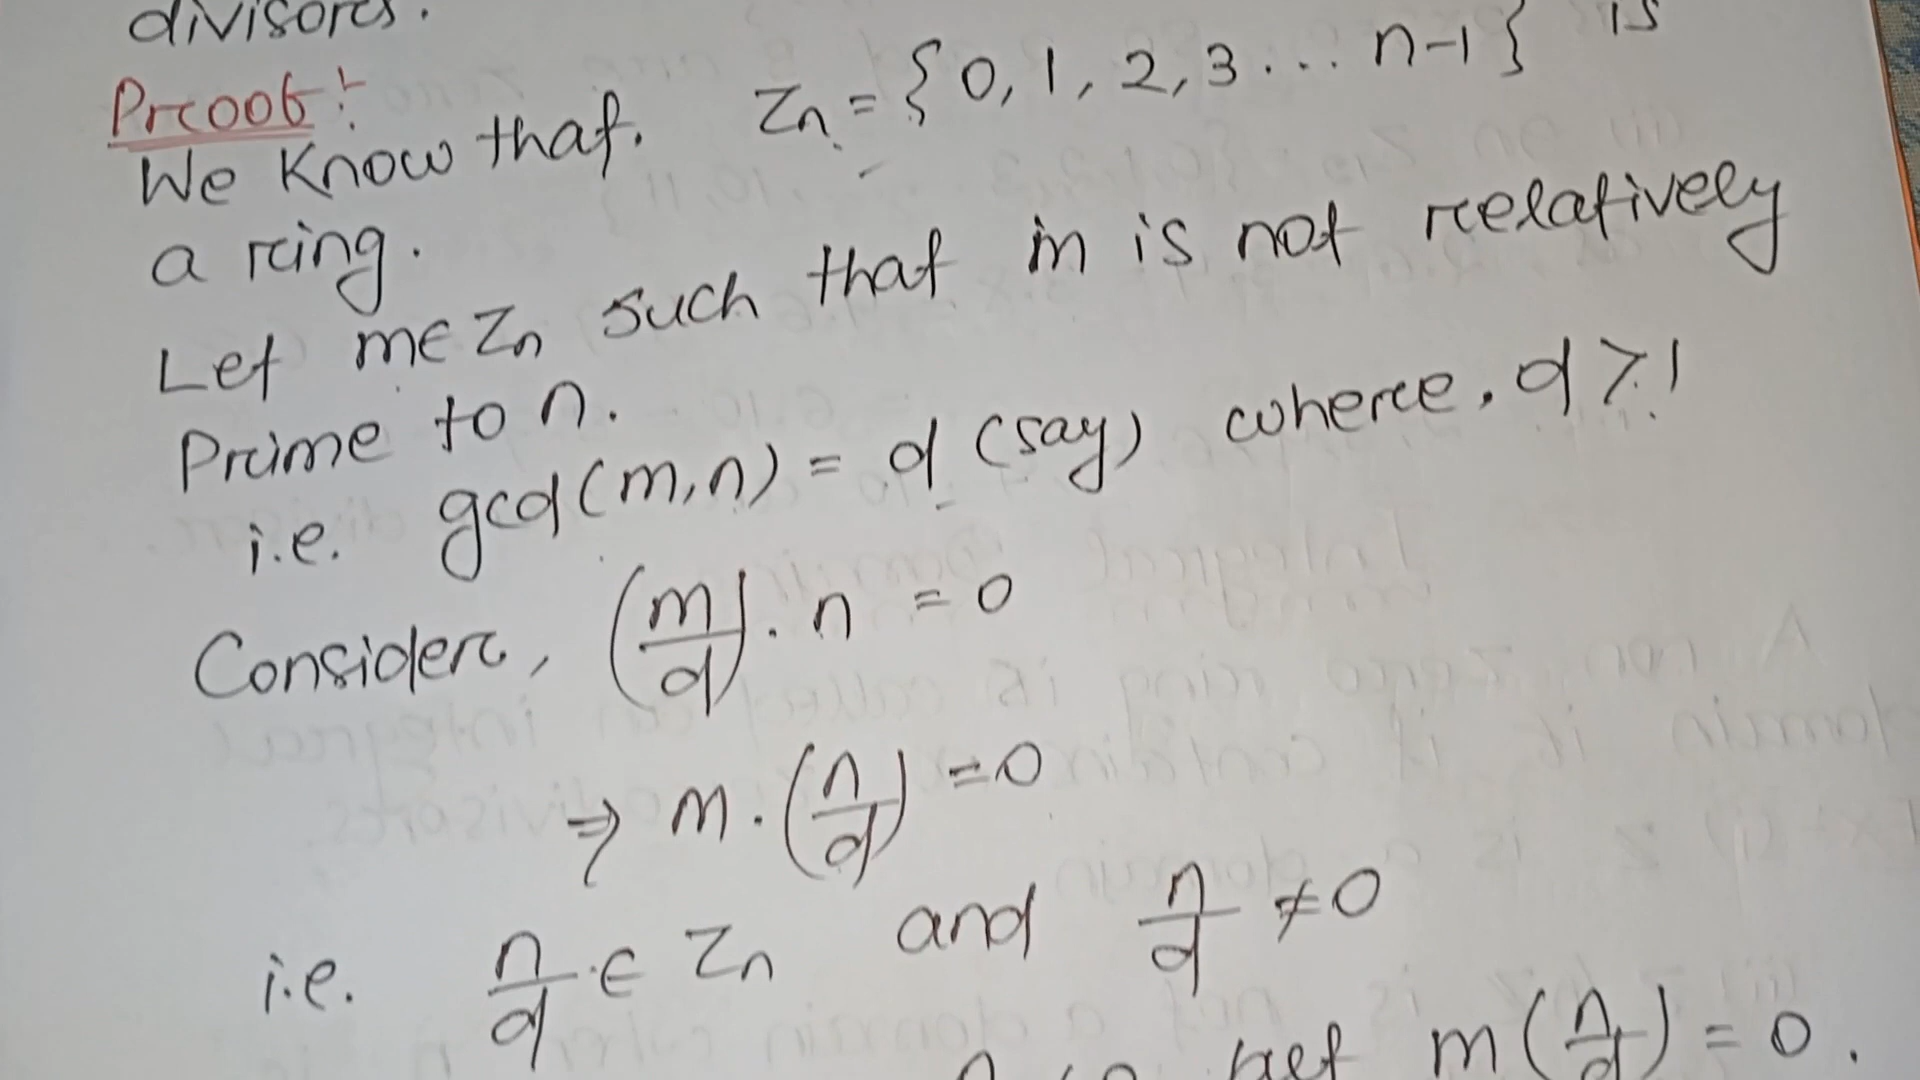 divisors.
Proof:
We know that. Zn = {0, 1, 2, 3... n-1} is
a ring.
Let m∈Zn such that m is not relatively
Prime to n.
i.e. gcd(m,n) = d (say) where, d>1
Consider, (m/d).n = 0
⇒ m.(n/d) = 0
i.e. n/d ∈ Zn and n/d ≠ 0
m(n/d) = 0.